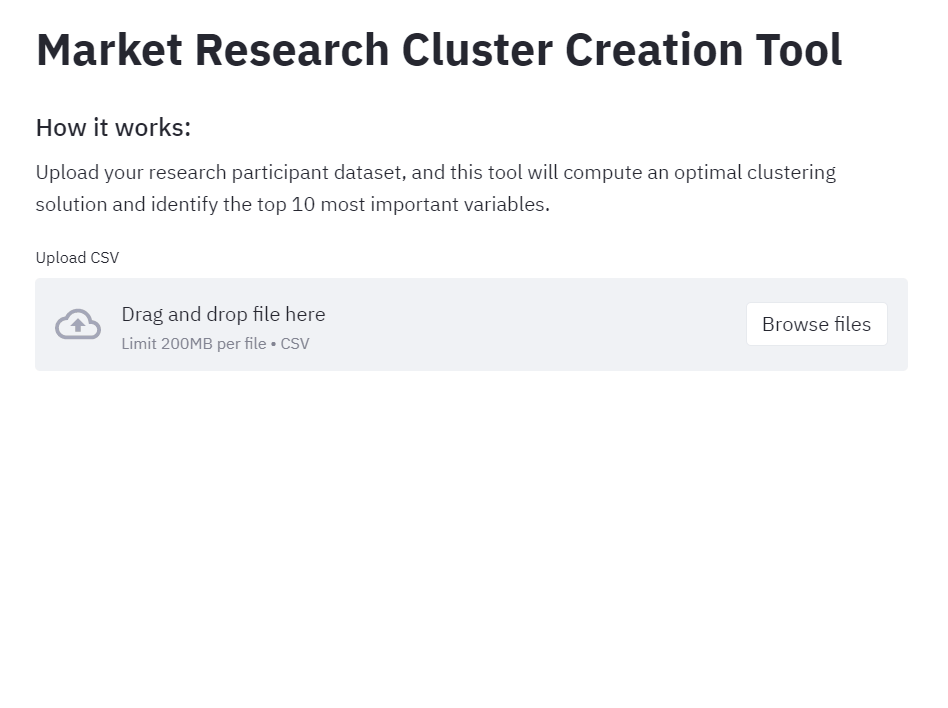 Market Research Cluster Creation Tool
How it works:
Upload your research participant dataset, and this tool will compute an optimal clustering
solution and identify the top 10 most important variables.
Upload CSV
Drag and drop file here
Limit 200MB per file • CSV
Browse files